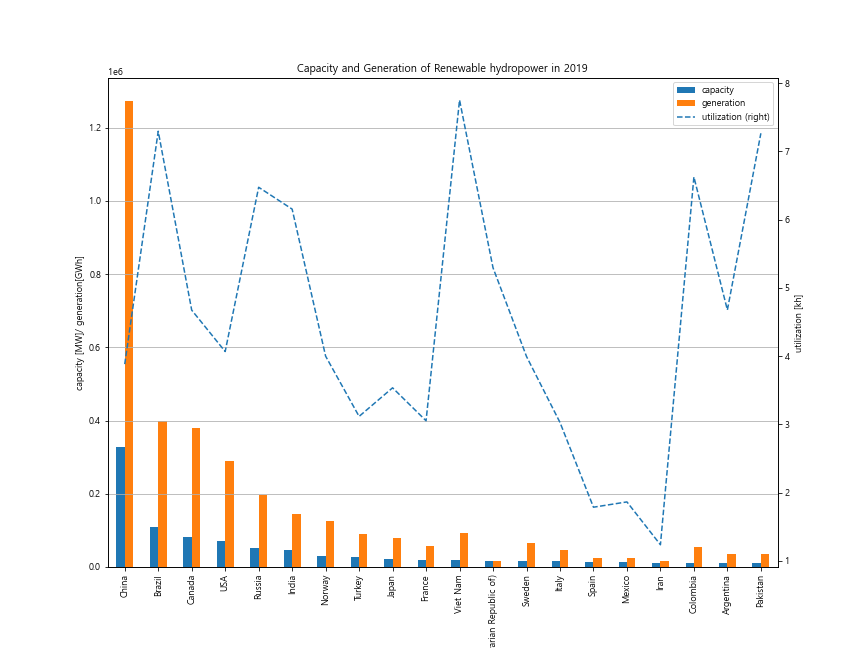 Capacity and Generation of Renewable hydropower in 2019
1e6
capacity
generation
utilization (right)
1.2
1.0
0.8
0.6
0.4
0.2
0.0
capacity [MW]/ generation[GWh]
8
7
6
5
4
3
2
1
utilization [kh]
China
Brazil
Canada
USA
Russia
India
Norway
Turkey
Japan
France
Viet Nam
arian Republic of)
Sweden
Italy
Spain
Mexico
Iran
Colombia
Argentina
Pakistan